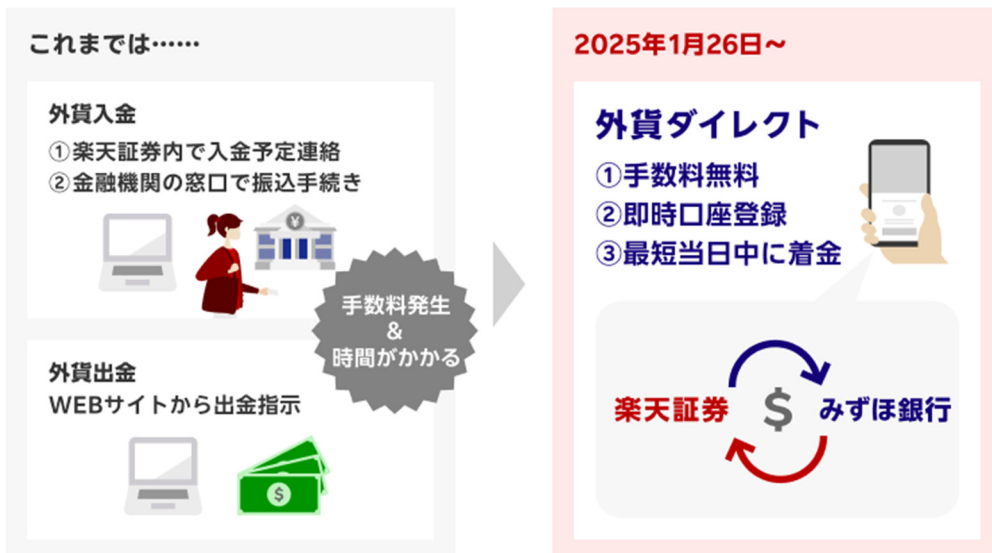 これまでは……
外貨入金
①楽天証券内で入金予定連絡
②金融機関の窓口で振込手続き
¥
手数料発生
&
時間がかかる
外貨出金
WEBサイトから出金指示
$
2025年1月26日～
外貨ダイレクト
①手数料無料
②即時口座登録
③最短当日中に着金
楽天証券 $ みずほ銀行